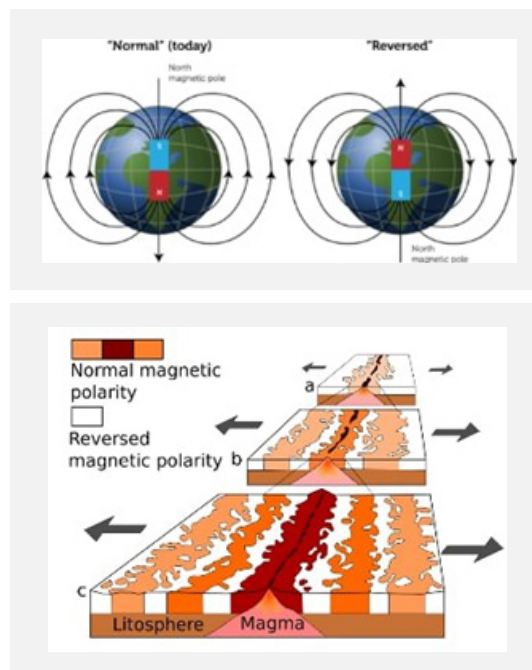 "Normal" (today)
"Reversed"
North
magnetic pole
S
N
N
S
North
magnetic pole
Normal magnetic
polarity
Reversed
magnetic polarity
a
b
c
Litosphere
Magma